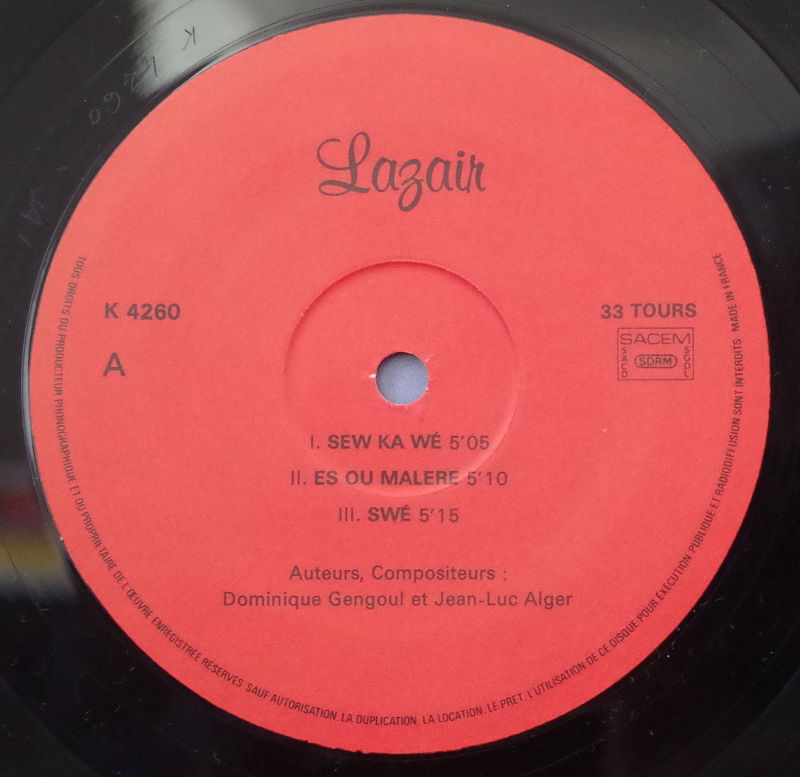 K 4260
Lazair
K 4260
33 TOURS
A
SACEM
SACD
SDRM
SGDL
I. SEW KA WÉ 5'05
II. ES OU MALERE 5'10
III. SWÉ 5'15
Auteurs, Compositeurs :
Dominique Gengoul et Jean-Luc Alger
TOUS DROITS DU PRODUCTEUR PHONOGRAPHIQUE ET DU PROPRIETAIRE DE L'ŒUVRE ENREGISTREE RESERVES SAUF AUTORISATION. LA DUPLICATION. LA LOCATION. LE PRET. L'UTILISATION DE CE DISQUE POUR EXÉCUTION PUBLIQUE ET RADIODIFFUSION SONT INTERDITS MADE IN FRANCE